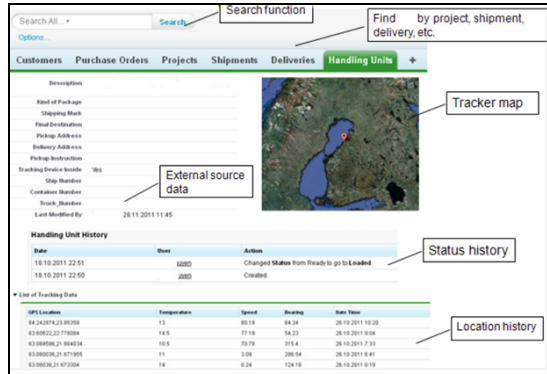 Search function
Search All...
Search
Options...
Find by project, shipment, delivery, etc.
Customers Purchase Orders Projects Shipments Deliveries Handling Units +
Description
Kind of Package
Shipping Mark
Final Destination
Pickup Address
Delivery Address
Pickup Instruction
Tracking Device Inside Yes
Ship Number
Container Number
Truck_Number
Last Modified By 28.11.2011 11:45
Tracker map
External source data
Handling Unit History
Date User Action
18.10.2011 22:51 Changed Status from Ready to go to Loaded.
18.10.2011 22:50 Created.
Status history
List of Tracking Data
GPS Location Temperature Speed Bearing Date Time
64.242874,23.85358 13 80.19 64.34 26.10.2011 10:20
63.60622,22.778084 14.5 77.18 54.23 26.10.2011 9:04
63.089586,21.664034 10.5 70.70 315.4 26.10.2011 7:33
63.090036,21.671955 11 3.09 286.54 26.10.2011 6:41
63.09038,21.673304 14 0.24 124.16 26.10.2011 6:19
Location history